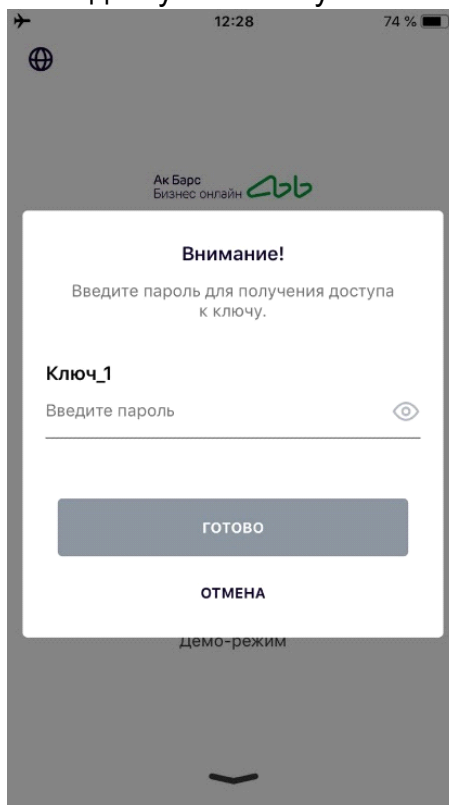 12:28
74 %
Ак Барс
Бизнес онлайн
Внимание!
Введите пароль для получения доступа
к ключу.
Ключ_1
Введите пароль
ГОТОВО
ОТМЕНА
Демо-режим